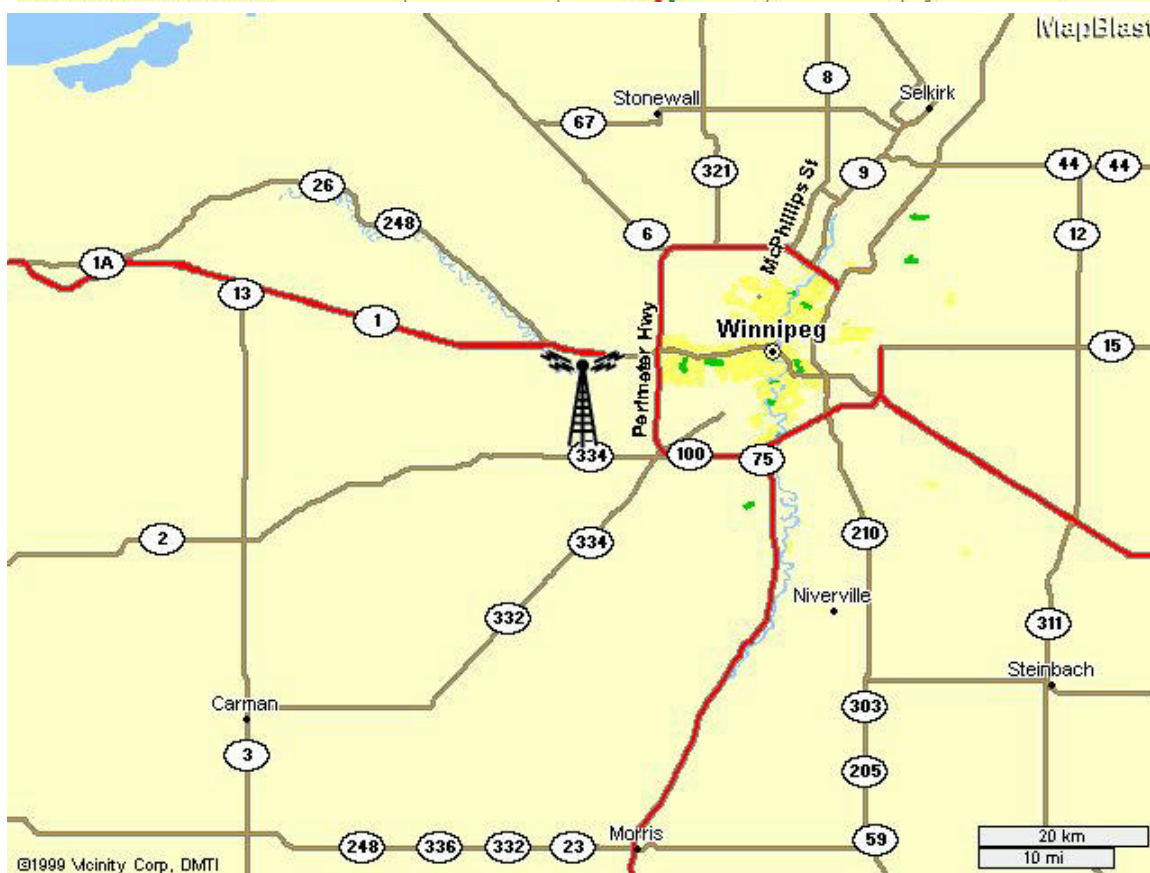 MapBlast
8
Stonewall
Selkirk
67
44
44
321
McPhillips St
9
26
248
6
12
1A
13
1
Perimeter Hwy
Winnipeg
15
334
100
75
2
334
210
Niverville
332
311
Steinbach
Carman
303
3
205
248
336
332
23
Morris
59
20 km
10 mi
©1999 Vicinity Corp, DMTI